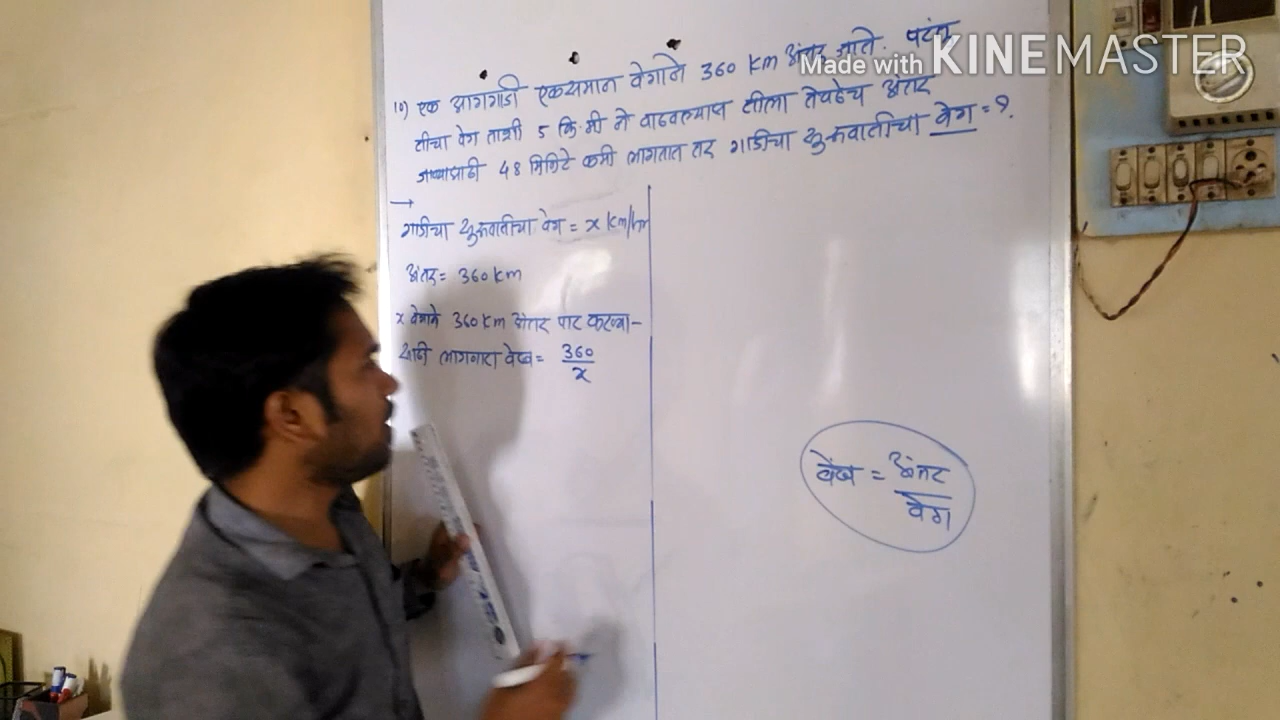 Made with KINEMASTER
१०) एक आगगाडी एकसमान वेगाने 360 km अंतर जाते. परंतु
तीचा वेग ताशी 5 कि.मी ने वाढवल्यास तीला तेवढेच अंतर
जाण्यासाठी 48 मिनिटे कमी लागतात तर गाडीचा सुरुवातीचा वेग = ?
→
गाडीचा सुरुवातीचा वेग = x km/hr
अंतर = 360 km
x वेगाने 360 km अंतर पार करण्या-
साठी लागणारा वेळ = 360/x
वेळ = अंतर/वेग